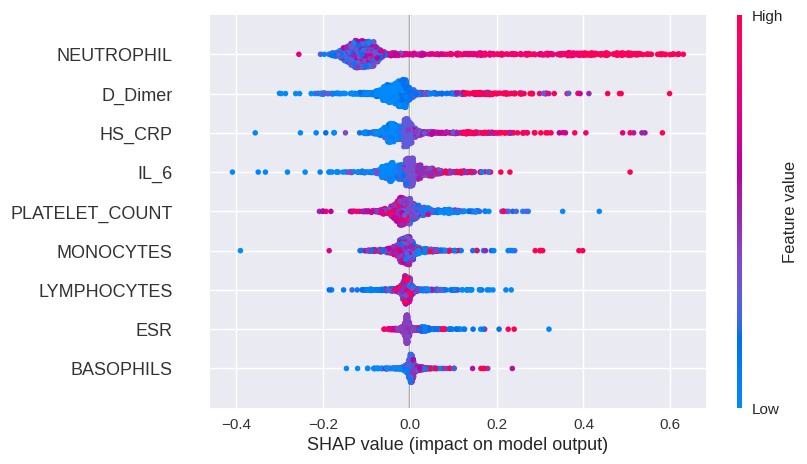 High
NEUTROPHIL
D_Dimer
HS_CRP
IL_6
PLATELET_COUNT
MONOCYTES
LYMPHOCYTES
ESR
BASOPHILS
Feature value
Low
−0.4 −0.2 0.0 0.2 0.4 0.6
SHAP value (impact on model output)